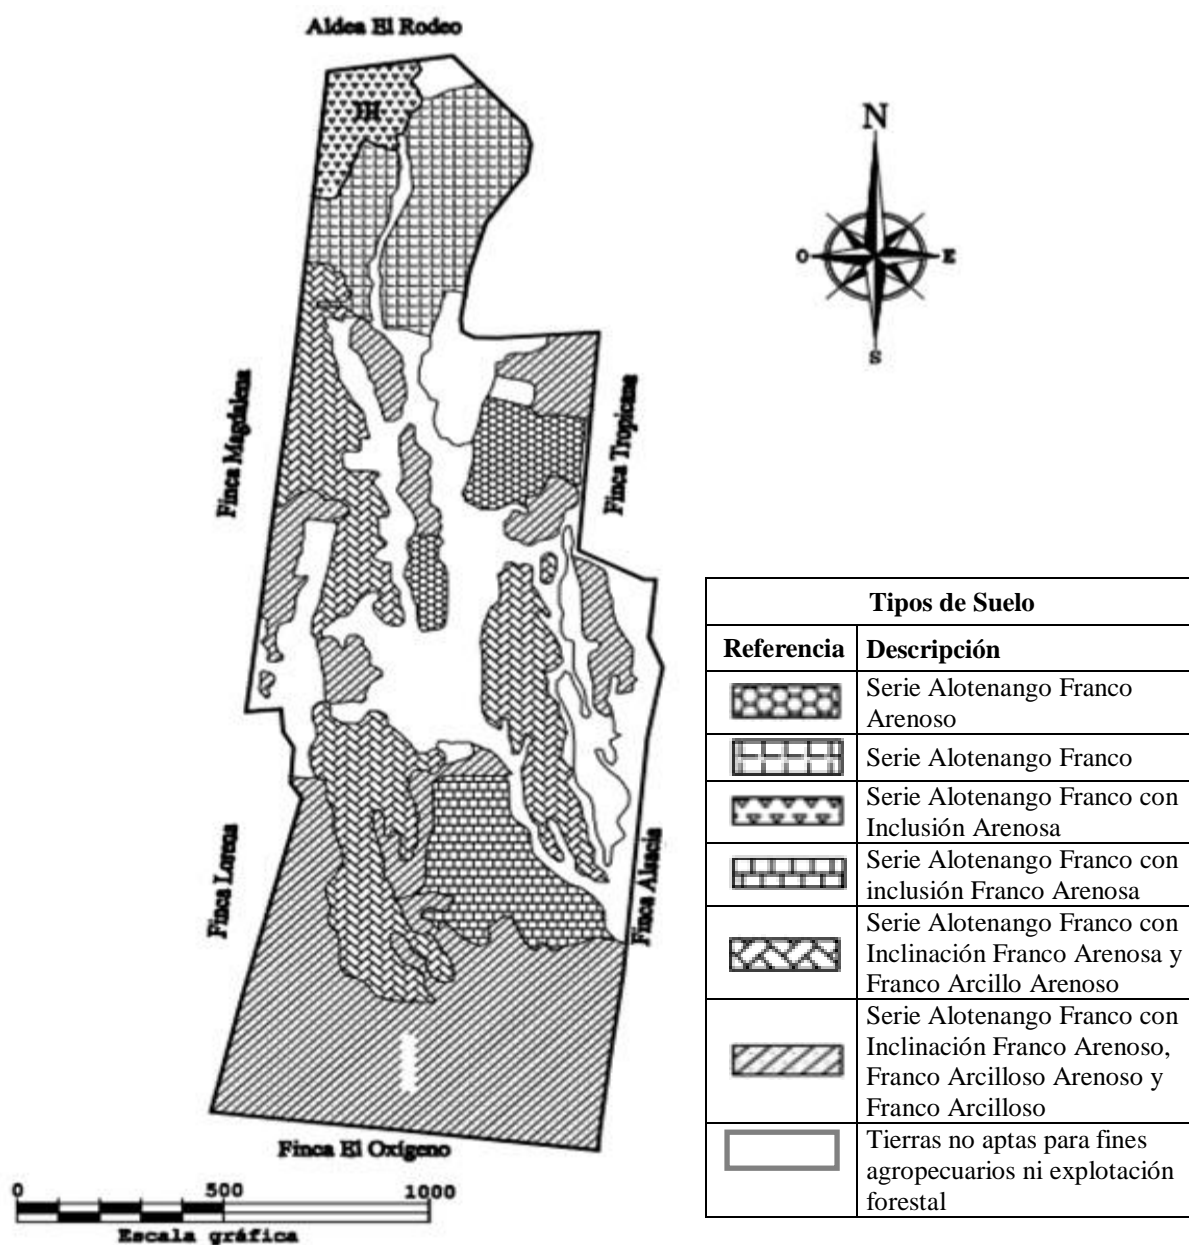 Aldea El Rodeo
III
N
O
E
S
Finca Magdalena
Finca Tropicana
Finca Lorena
Finca Alsacia
Finca El Oxígeno
0 500 1000
Escala gráfica
Tipos de Suelo
Referencia Descripción
Serie Alotenango Franco
Arenoso
Serie Alotenango Franco
Serie Alotenango Franco con
Inclusión Arenosa
Serie Alotenango Franco con
inclusión Franco Arenosa
Serie Alotenango Franco con
Inclinación Franco Arenosa y
Franco Arcillo Arenoso
Serie Alotenango Franco con
Inclinación Franco Arenoso,
Franco Arcilloso Arenoso y
Franco Arcilloso
Tierras no aptas para fines
agropecuarios ni explotación
forestal